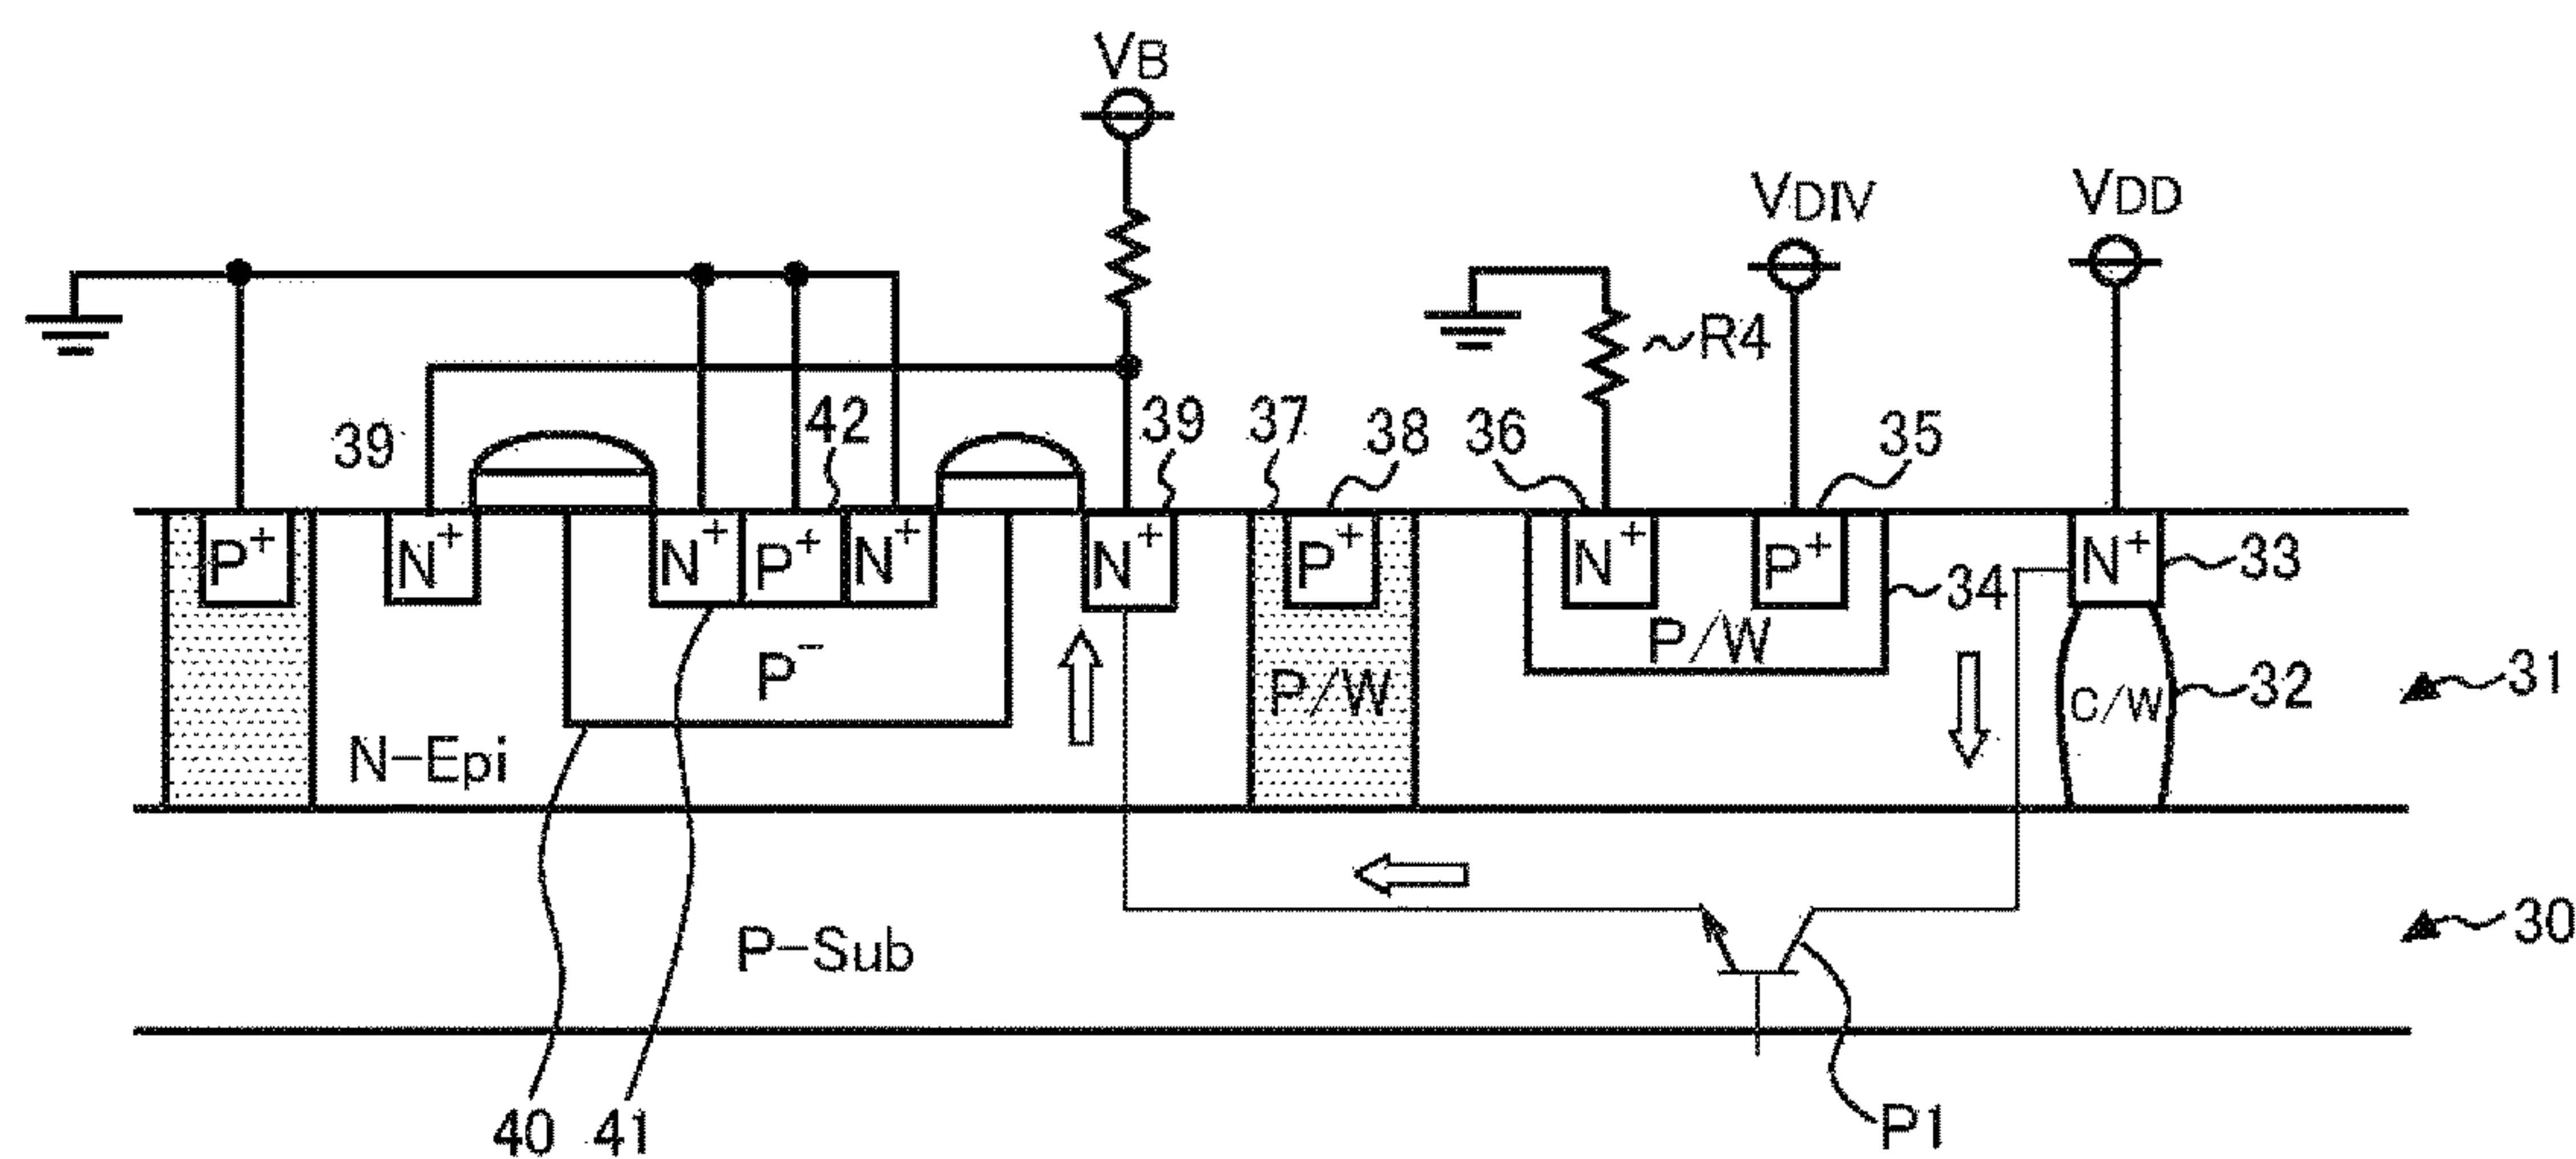 VB
VDIV
VDD
R4
39
42
39
37
38
36
35
P+
N+
N+
P+
N+
N+
P+
N+
P+
N+
33
34
P/W
P-
P/W
C/W
32
31
N-Epi
P-Sub
30
40
41
P1